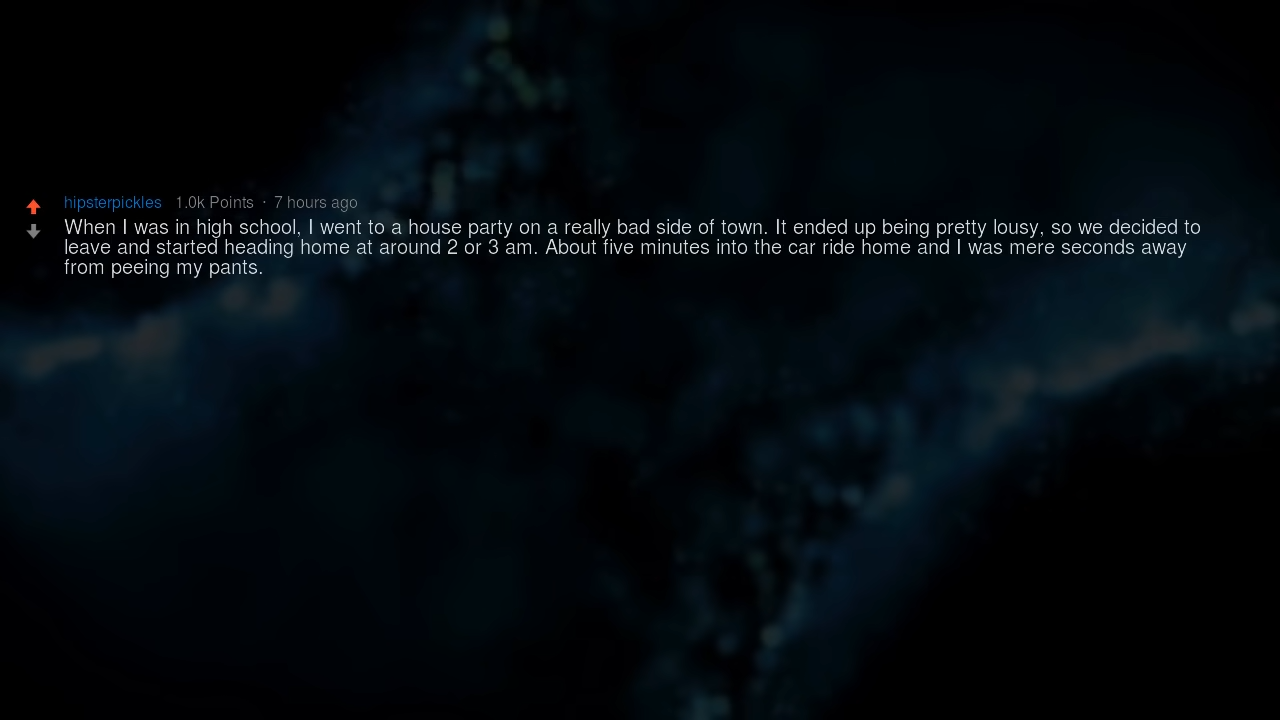 hipsterpickles 1.0k Points · 7 hours ago
When I was in high school, I went to a house party on a really bad side of town. It ended up being pretty lousy, so we decided to
leave and started heading home at around 2 or 3 am. About five minutes into the car ride home and I was mere seconds away
from peeing my pants.